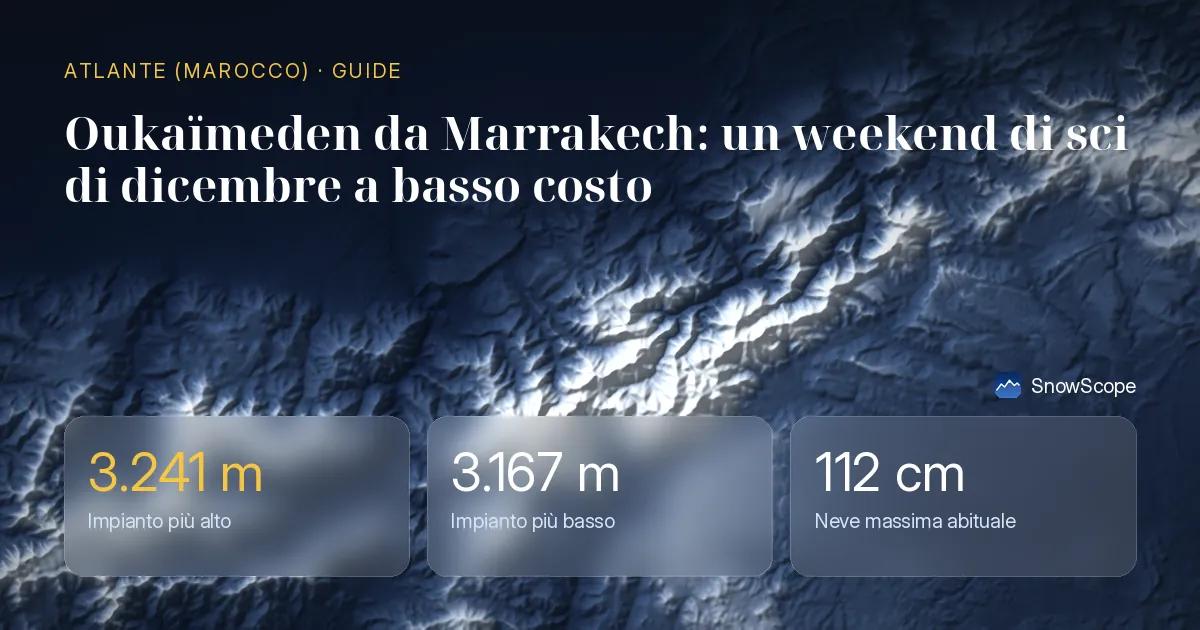 ATLANTE (MAROCCO) · GUIDE
Oukaïmeden da Marrakech: un weekend di sci
di dicembre a basso costo
SnowScope
3.241 m
Impianto più alto
3.167 m
Impianto più basso
112 cm
Neve massima abituale